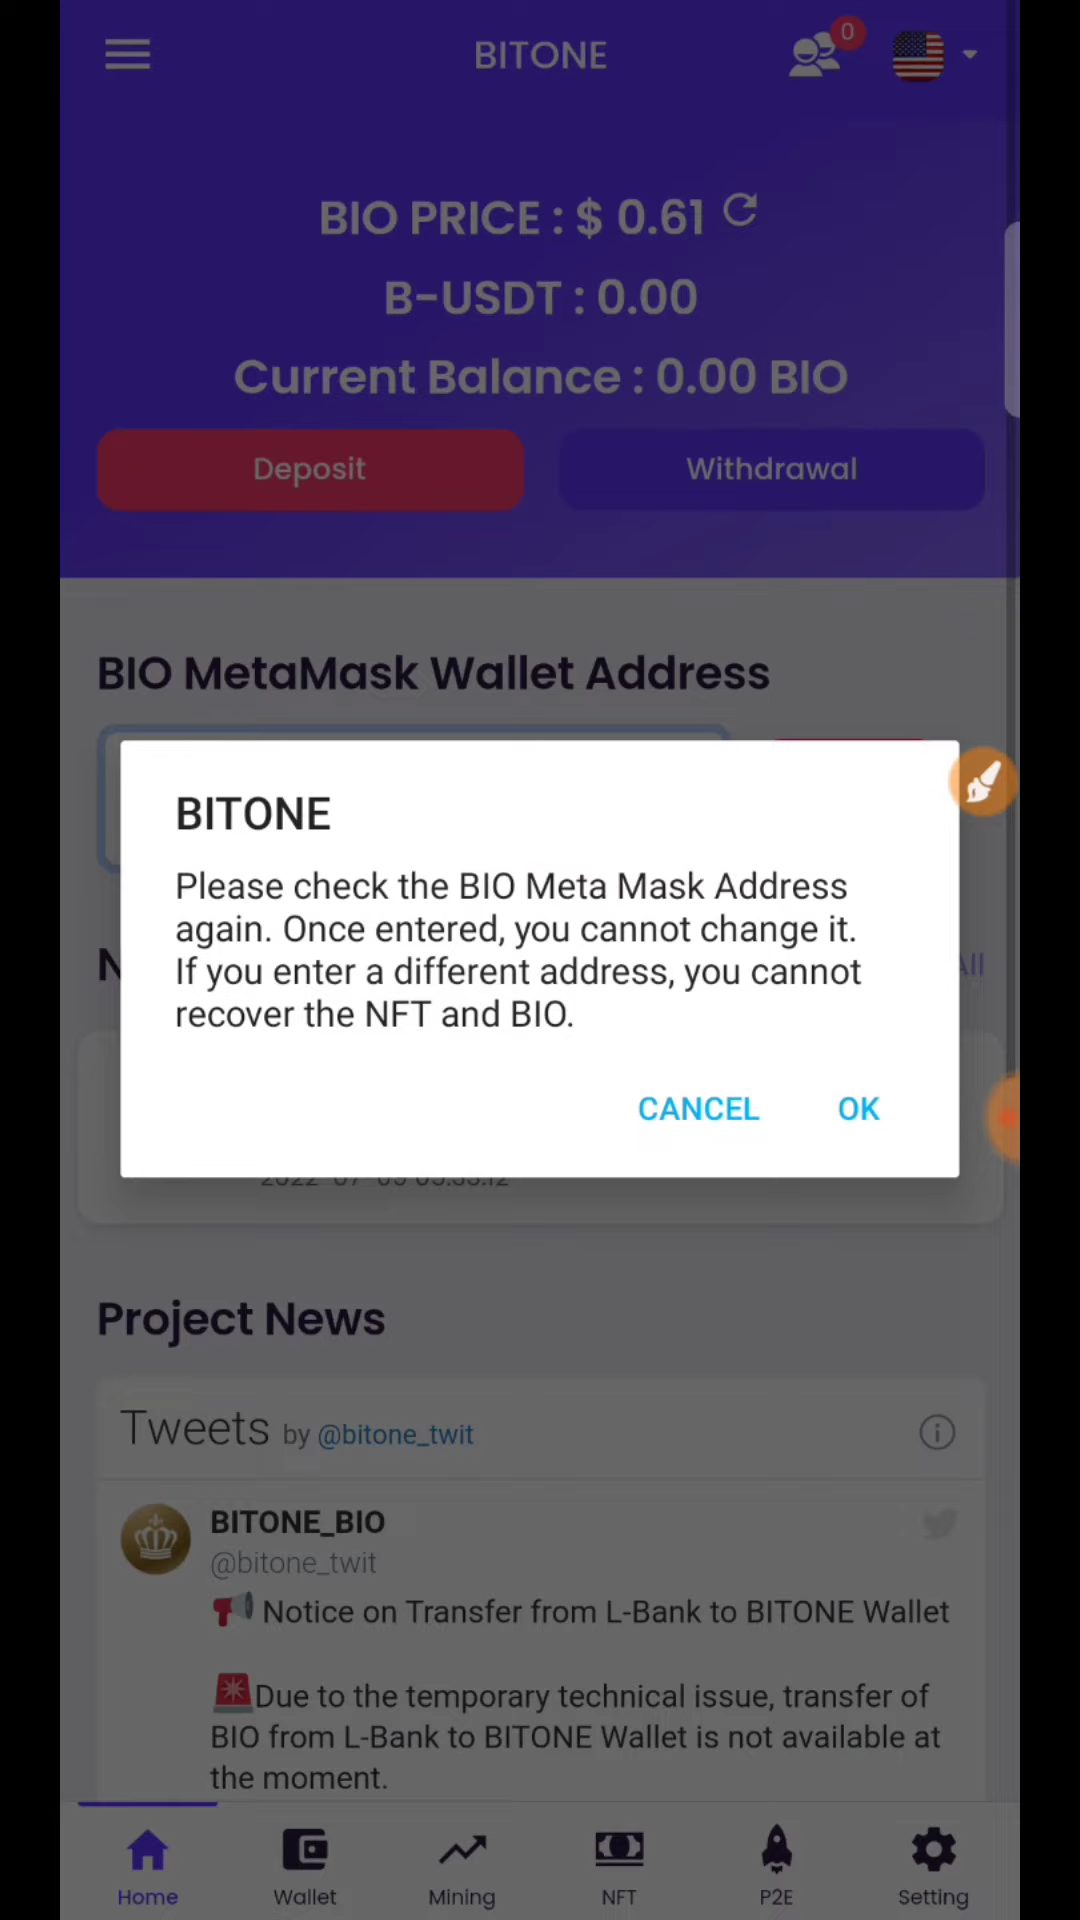 BITONE
0
BIO PRICE : $ 0.61
B-USDT : 0.00
Current Balance : 0.00 BIO
Deposit
Withdrawal
BIO MetaMask Wallet Address
BITONE
Please check the BIO Meta Mask Address
again. Once entered, you cannot change it.
If you enter a different address, you cannot
recover the NFT and BIO.
CANCEL
OK
All
Project News
Tweets by @bitone_twit
BITONE_BIO
@bitone_twit
Notice on Transfer from L-Bank to BITONE Wallet
Due to the temporary technical issue, transfer of
BIO from L-Bank to BITONE Wallet is not available at
the moment.
Home
Wallet
Mining
NFT
P2E
Setting